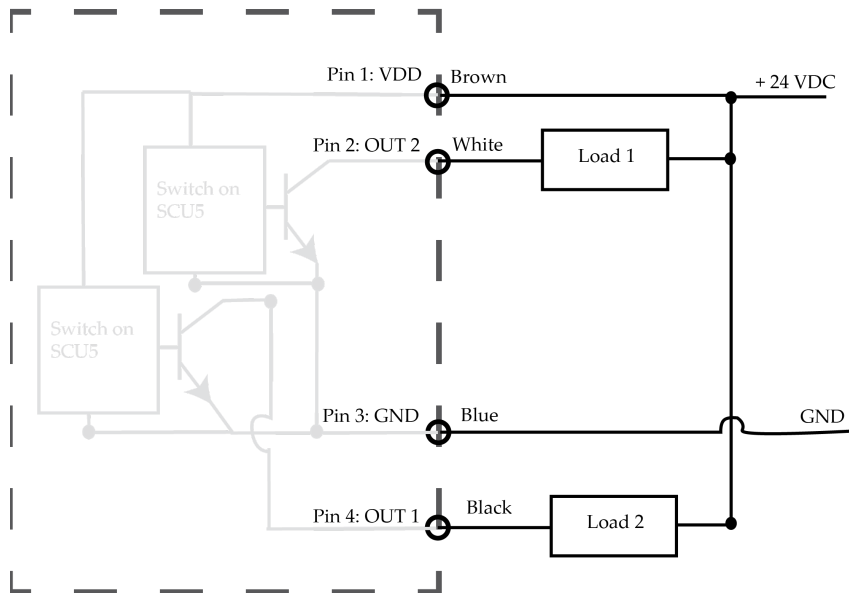 Pin 1: VDD
Brown
+ 24 VDC
Pin 2: OUT 2
White
Load 1
Switch on
SCU5
Switch on
SCU5
Pin 3: GND
Blue
GND
Pin 4: OUT 1
Black
Load 2